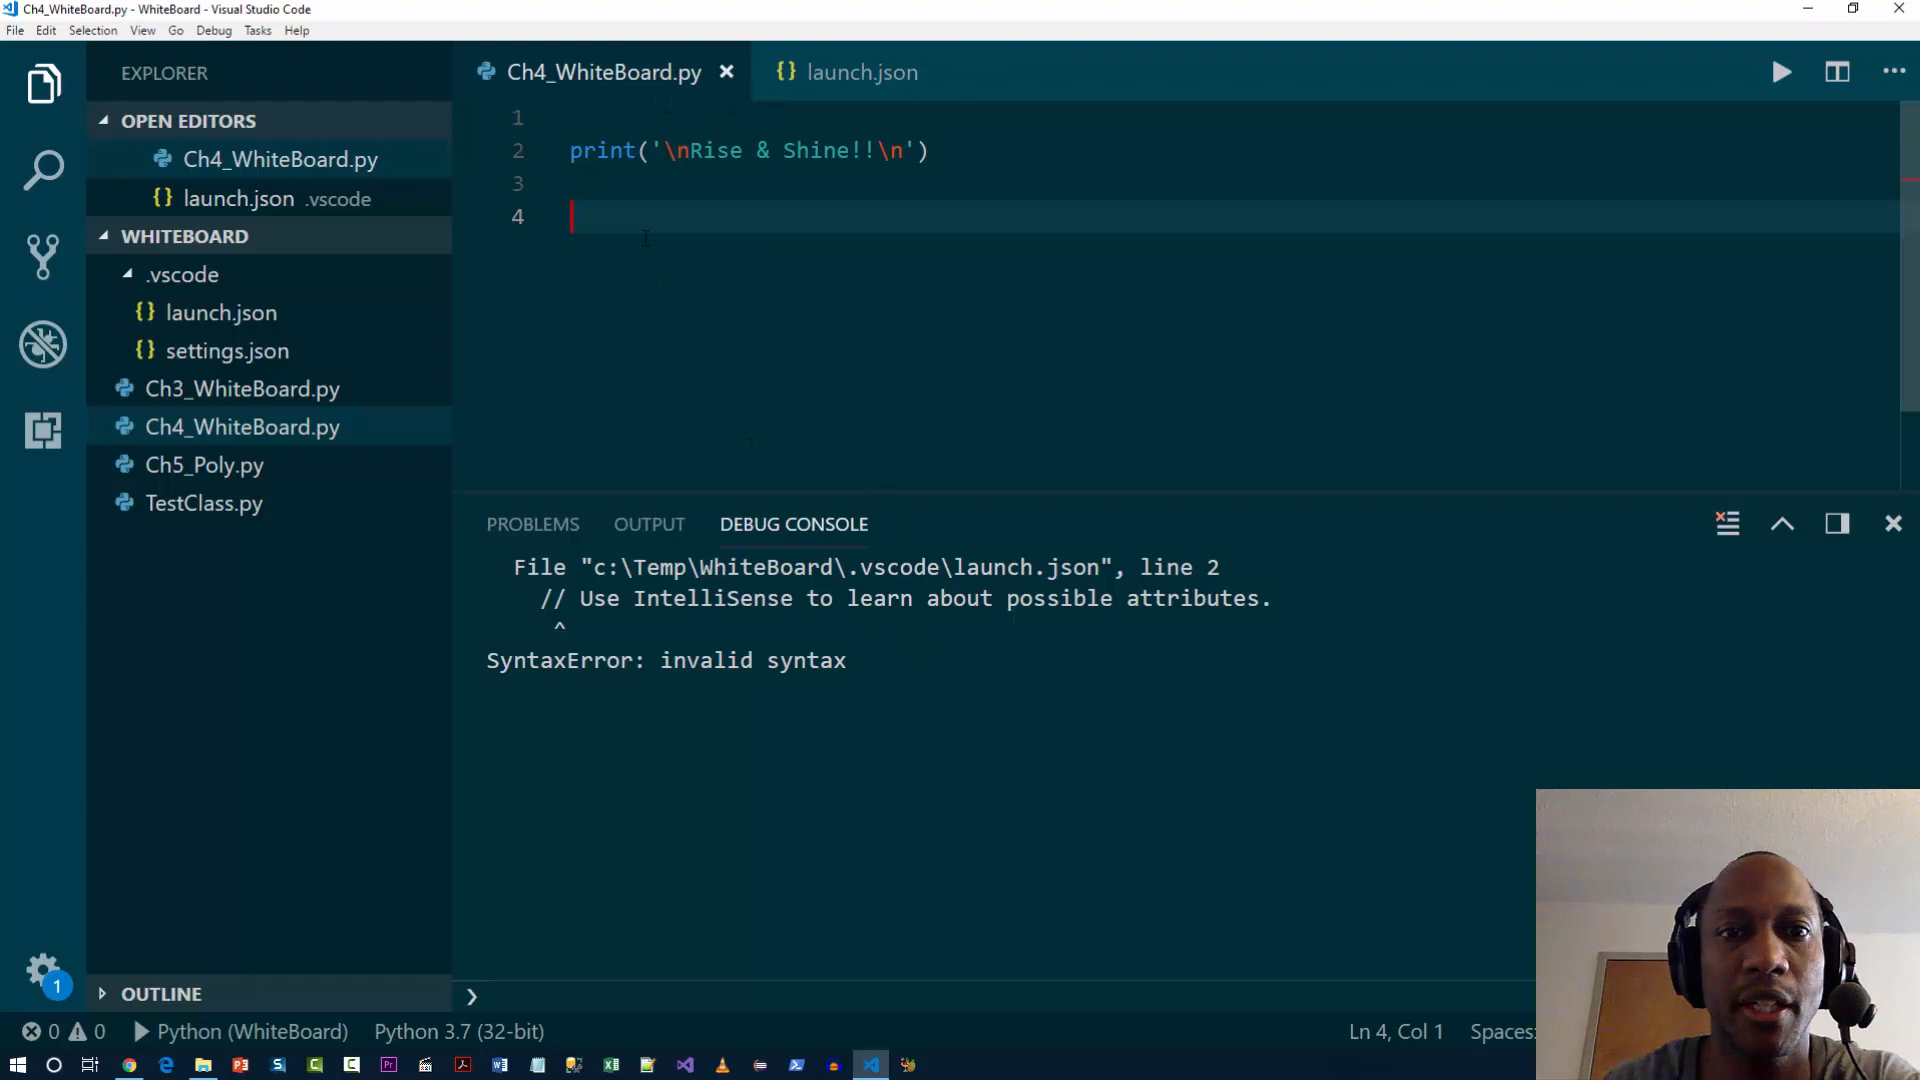 Ch4_WhiteBoard.py - WhiteBoard - Visual Studio Code
File Edit Selection View Go Debug Tasks Help
EXPLORER
OPEN EDITORS
Ch4_WhiteBoard.py
{} launch.json .vscode
WHITEBOARD
.vscode
{} launch.json
{} settings.json
Ch3_WhiteBoard.py
Ch4_WhiteBoard.py
Ch5_Poly.py
TestClass.py
OUTLINE
Ch4_WhiteBoard.py {} launch.json
1
2 print('\nRise & Shine!!\n')
3
4
PROBLEMS OUTPUT DEBUG CONSOLE
File "c:\Temp\WhiteBoard\.vscode\launch.json", line 2
// Use IntelliSense to learn about possible attributes.
^
SyntaxError: invalid syntax
1
0 0 Python (WhiteBoard) Python 3.7 (32-bit) Ln 4, Col 1 Spaces: